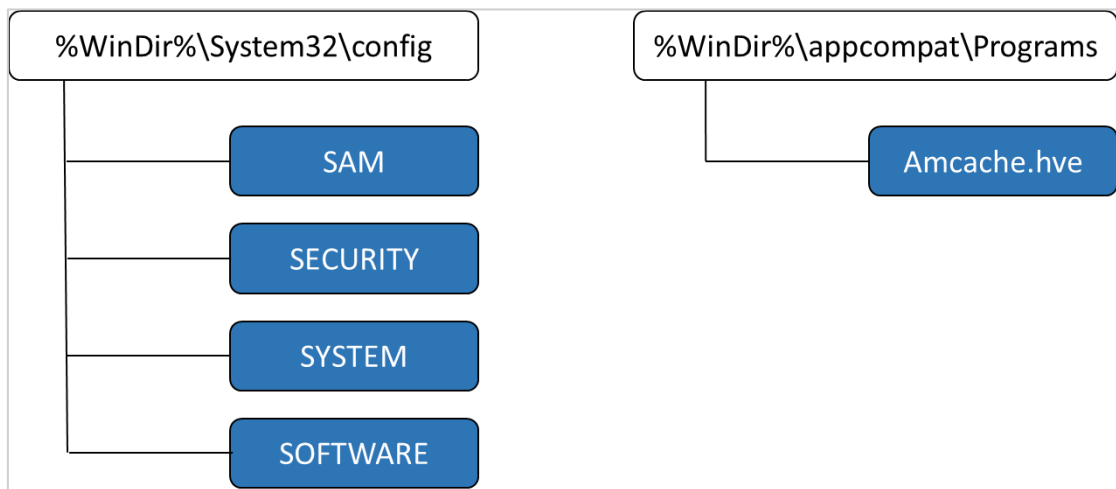 %WinDir%\System32\config
SAM
SECURITY
SYSTEM
SOFTWARE
%WinDir%\appcompat\Programs
Amcache.hve